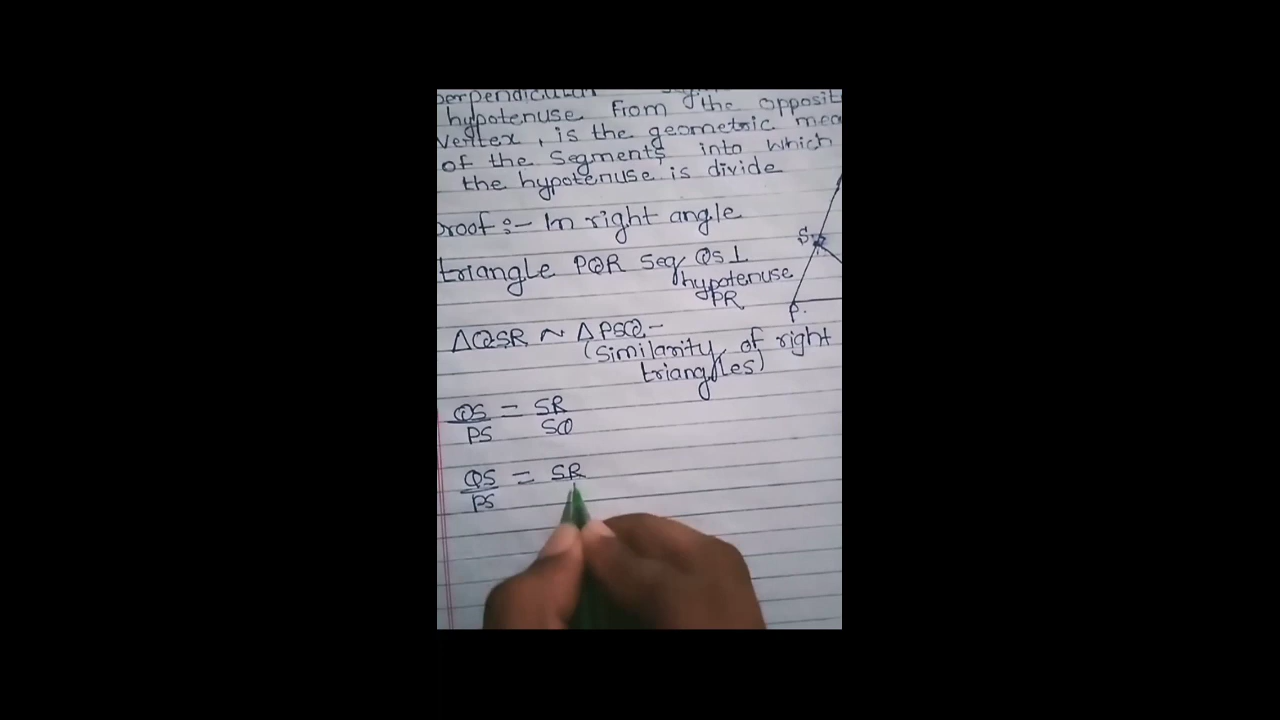 perpendicular
hypotenuse from the opposit
vertex, is the geometric mea
of the segments into which
the hypotenuse is divide
proof :- In right angle
triangle PQR seg QS ⊥
hypotenuse
PR
S
P.
ΔQSR ~ ΔPSQ -
(similarity of right
triangles)
QS = SR
PS SQ
QS = SR
PS